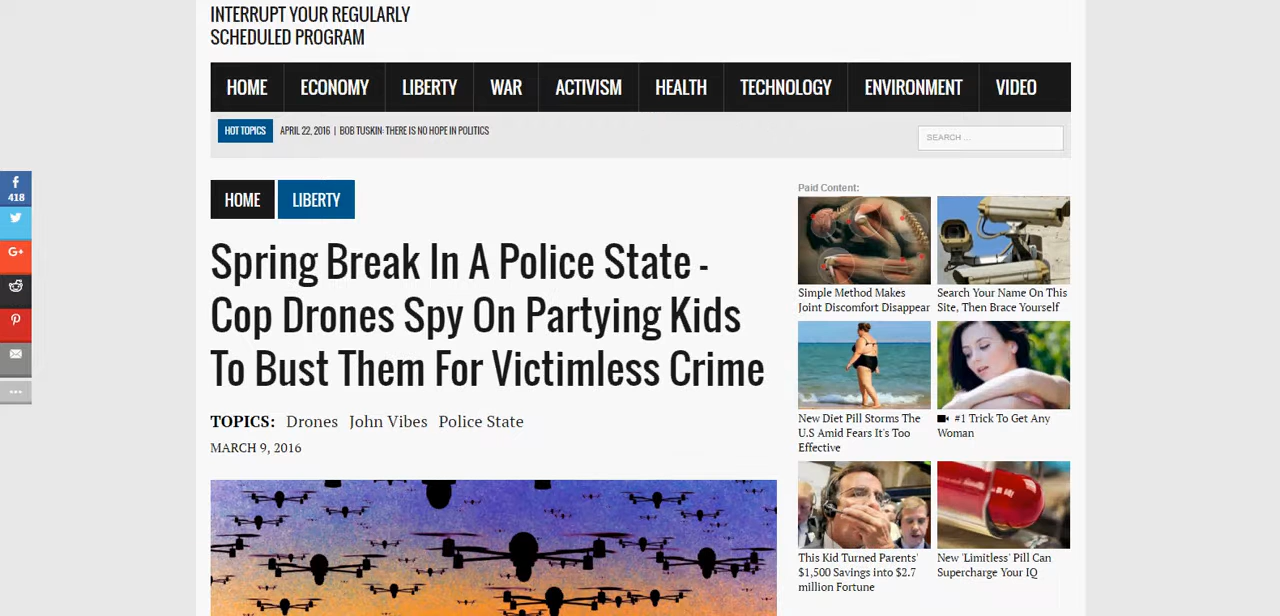 INTERRUPT YOUR REGULARLY
SCHEDULED PROGRAM
HOME ECONOMY LIBERTY WAR ACTIVISM HEALTH TECHNOLOGY ENVIRONMENT VIDEO
HOT TOPICS APRIL 22, 2016 | BOB TUSKIN: THERE IS NO HOPE IN POLITICS
SEARCH ...
418
G+
HOME LIBERTY
Spring Break In A Police State -
Cop Drones Spy On Partying Kids
To Bust Them For Victimless Crime
TOPICS: Drones John Vibes Police State
MARCH 9, 2016
Paid Content:
Simple Method Makes
Joint Discomfort Disappear
Search Your Name On This
Site, Then Brace Yourself
New Diet Pill Storms The
U.S Amid Fears It's Too
Effective
#1 Trick To Get Any
Woman
This Kid Turned Parents'
$1,500 Savings into $2.7
million Fortune
New 'Limitless' Pill Can
Supercharge Your IQ